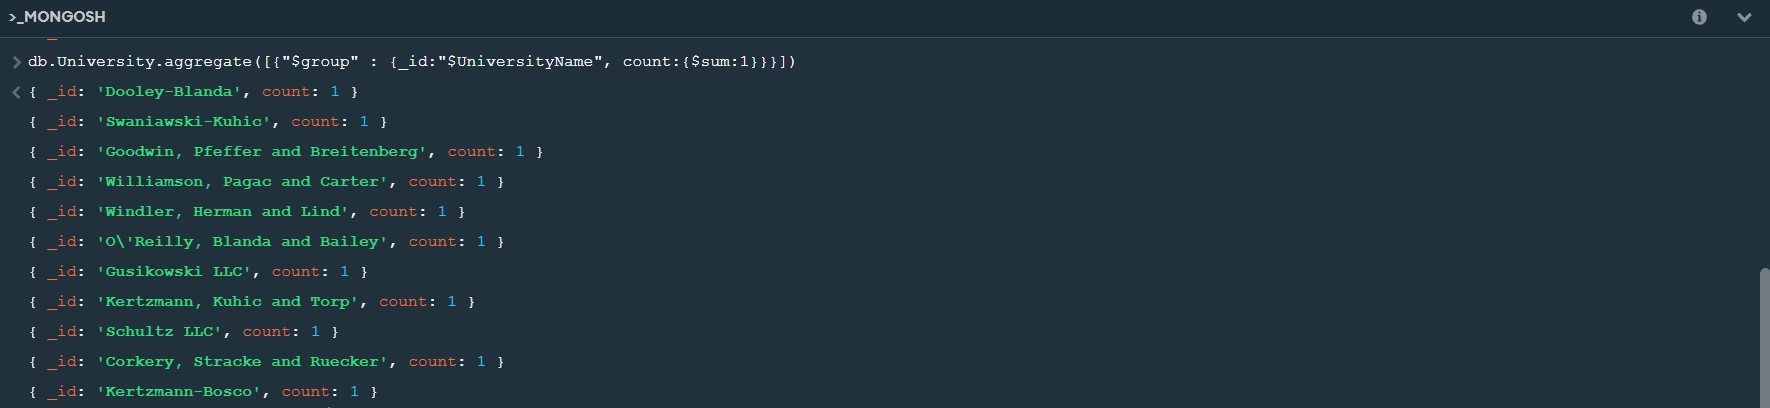 >_MONGOSH
> db.University.aggregate([{"$group" : {_id:"$UniversityName", count:{$sum:1}}}])
< { _id: 'Dooley-Blanda', count: 1 }
{ _id: 'Swaniawski-Kuhic', count: 1 }
{ _id: 'Goodwin, Pfeffer and Breitenberg', count: 1 }
{ _id: 'Williamson, Pagac and Carter', count: 1 }
{ _id: 'Windler, Herman and Lind', count: 1 }
{ _id: 'O\'Reilly, Blanda and Bailey', count: 1 }
{ _id: 'Gusikowski LLC', count: 1 }
{ _id: 'Kertzmann, Kuhic and Torp', count: 1 }
{ _id: 'Schultz LLC', count: 1 }
{ _id: 'Corkery, Stracke and Ruecker', count: 1 }
{ _id: 'Kertzmann-Bosco', count: 1 }